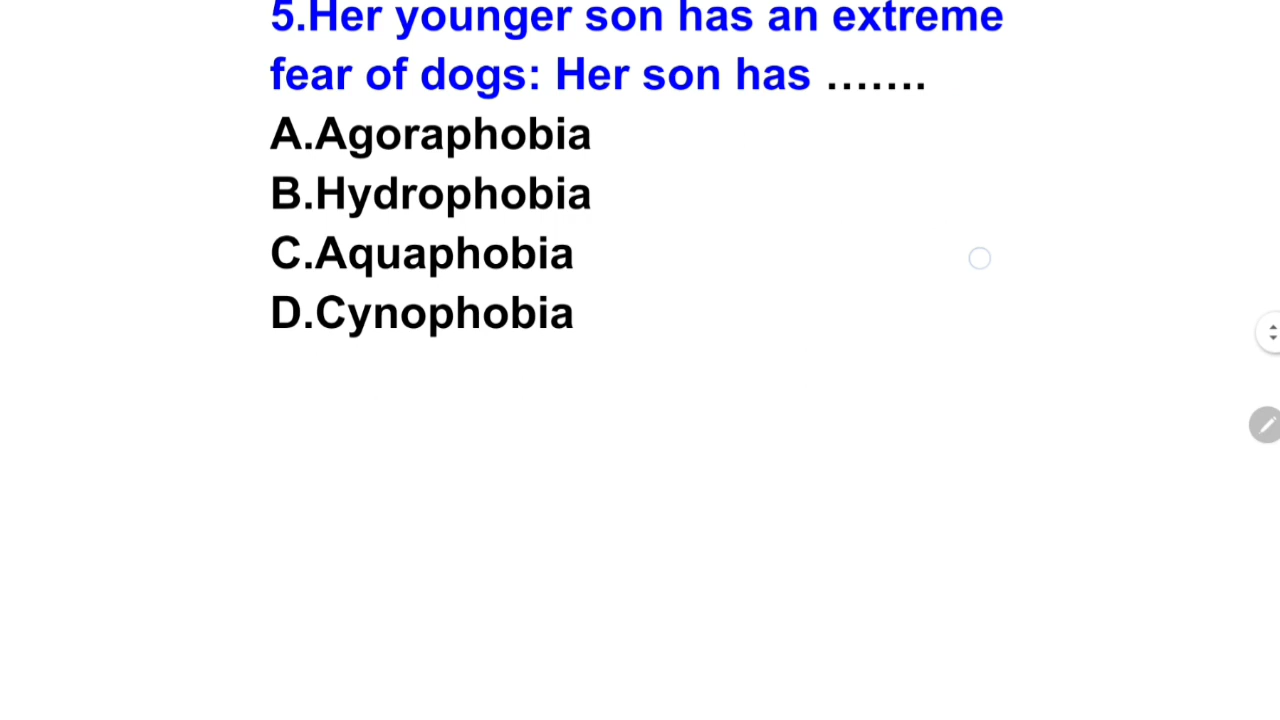 5.Her younger son has an extreme
fear of dogs: Her son has .......
A.Agoraphobia
B.Hydrophobia
C.Aquaphobia
D.Cynophobia